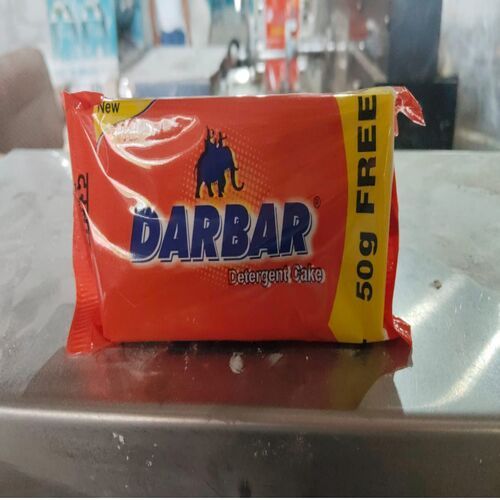 New
DARBAR®
Detergent Cake
50g FREE